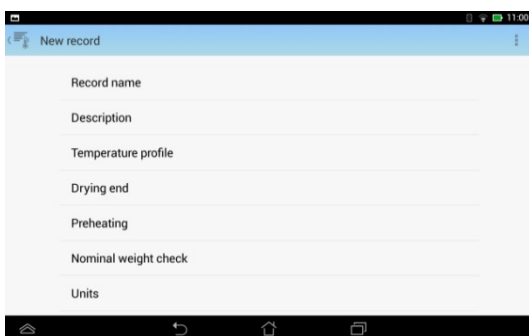 11:00
New record
Record name
Description
Temperature profile
Drying end
Preheating
Nominal weight check
Units